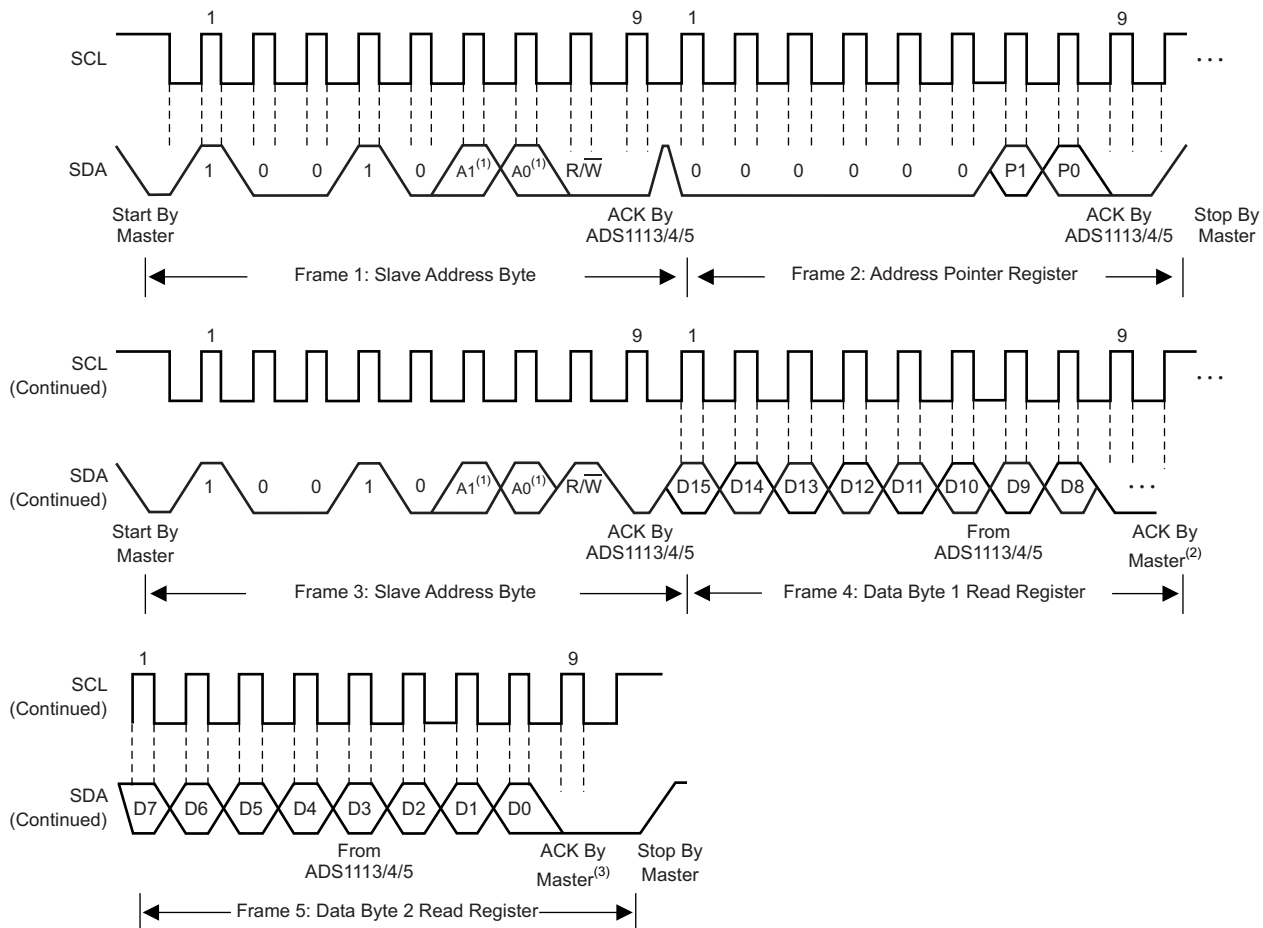 1 9 1 9
SCL ...
SDA 1 0 0 1 0 A1(1) A0(1) R/W̅ 0 0 0 0 0 0 P1 P0
Start By Master
ACK By ADS1113/4/5
ACK By ADS1113/4/5
Stop By Master
Frame 1: Slave Address Byte
Frame 2: Address Pointer Register
1 9 1 9
SCL (Continued) ...
SDA (Continued) 1 0 0 1 0 A1(1) A0(1) R/W̅ D15 D14 D13 D12 D11 D10 D9 D8 ...
Start By Master
ACK By ADS1113/4/5
From ADS1113/4/5
ACK By Master(2)
Frame 3: Slave Address Byte
Frame 4: Data Byte 1 Read Register
1 9
SCL (Continued)
SDA (Continued) D7 D6 D5 D4 D3 D2 D1 D0
From ADS1113/4/5
ACK By Master(3)
Stop By Master
Frame 5: Data Byte 2 Read Register